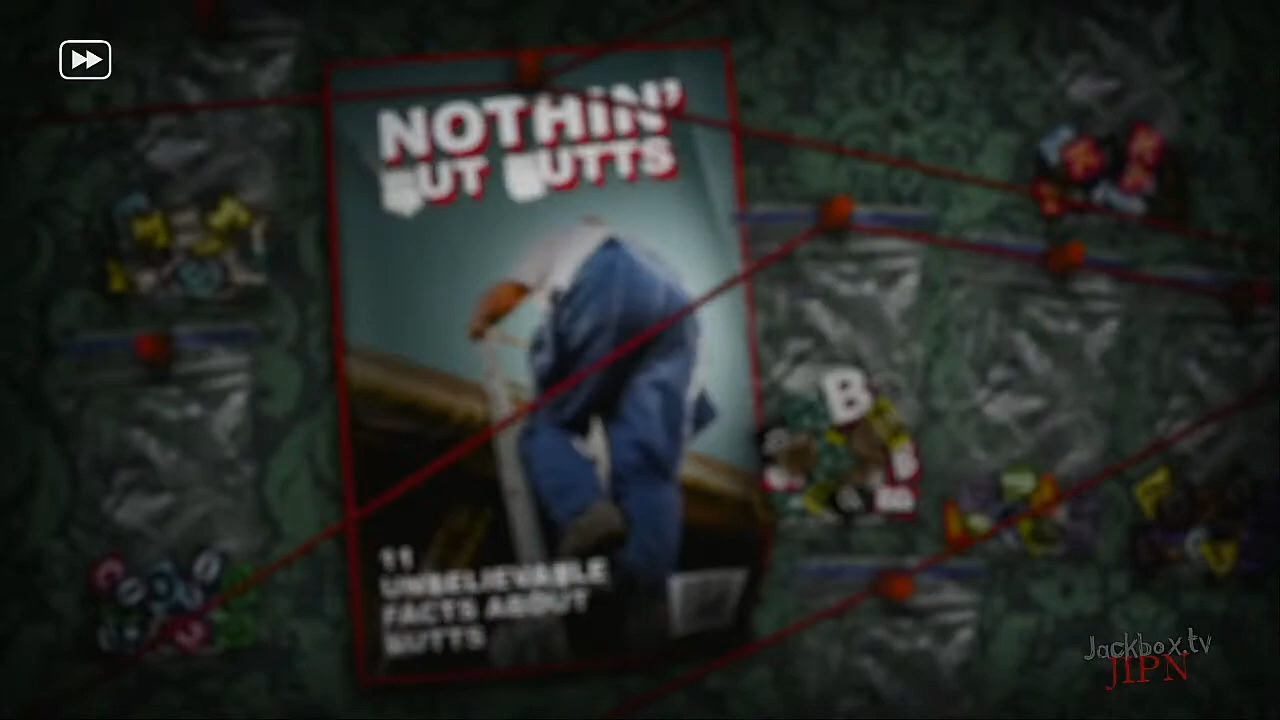 NOTHiN'
BUT BUTTS
B
11
UNBELIEVABLE
FACTS ABOUT
BUTTS
Jackbox.tv
JIPN